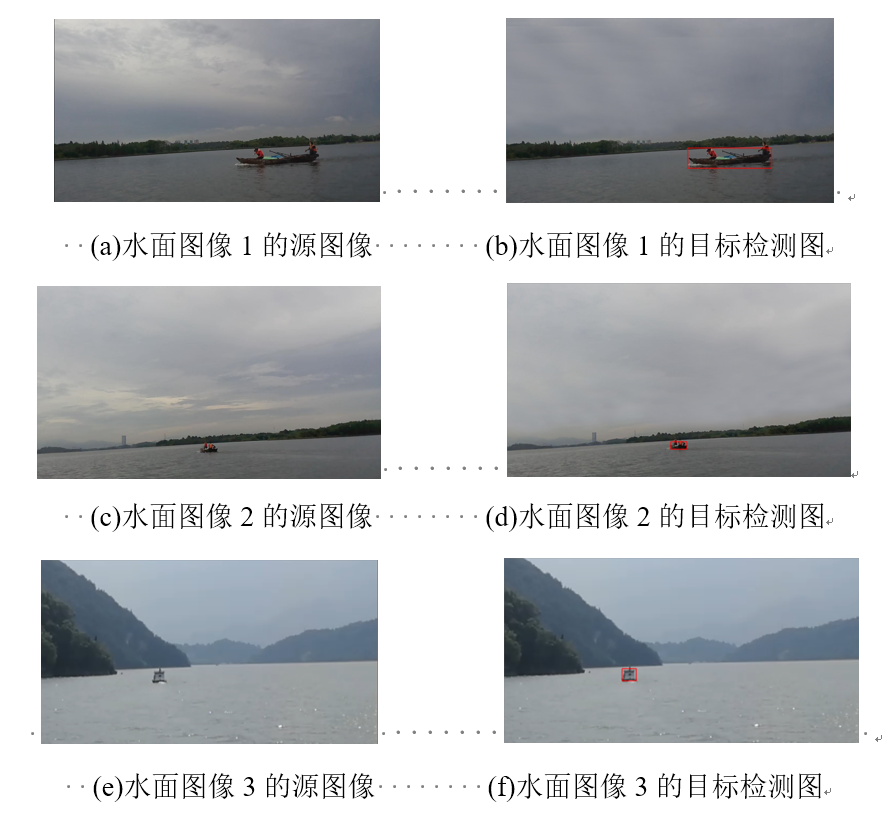 (a)水面图像 1 的源图像 (b)水面图像 1 的目标检测图
(c)水面图像 2 的源图像 (d)水面图像 2 的目标检测图
(e)水面图像 3 的源图像 (f)水面图像 3 的目标检测图